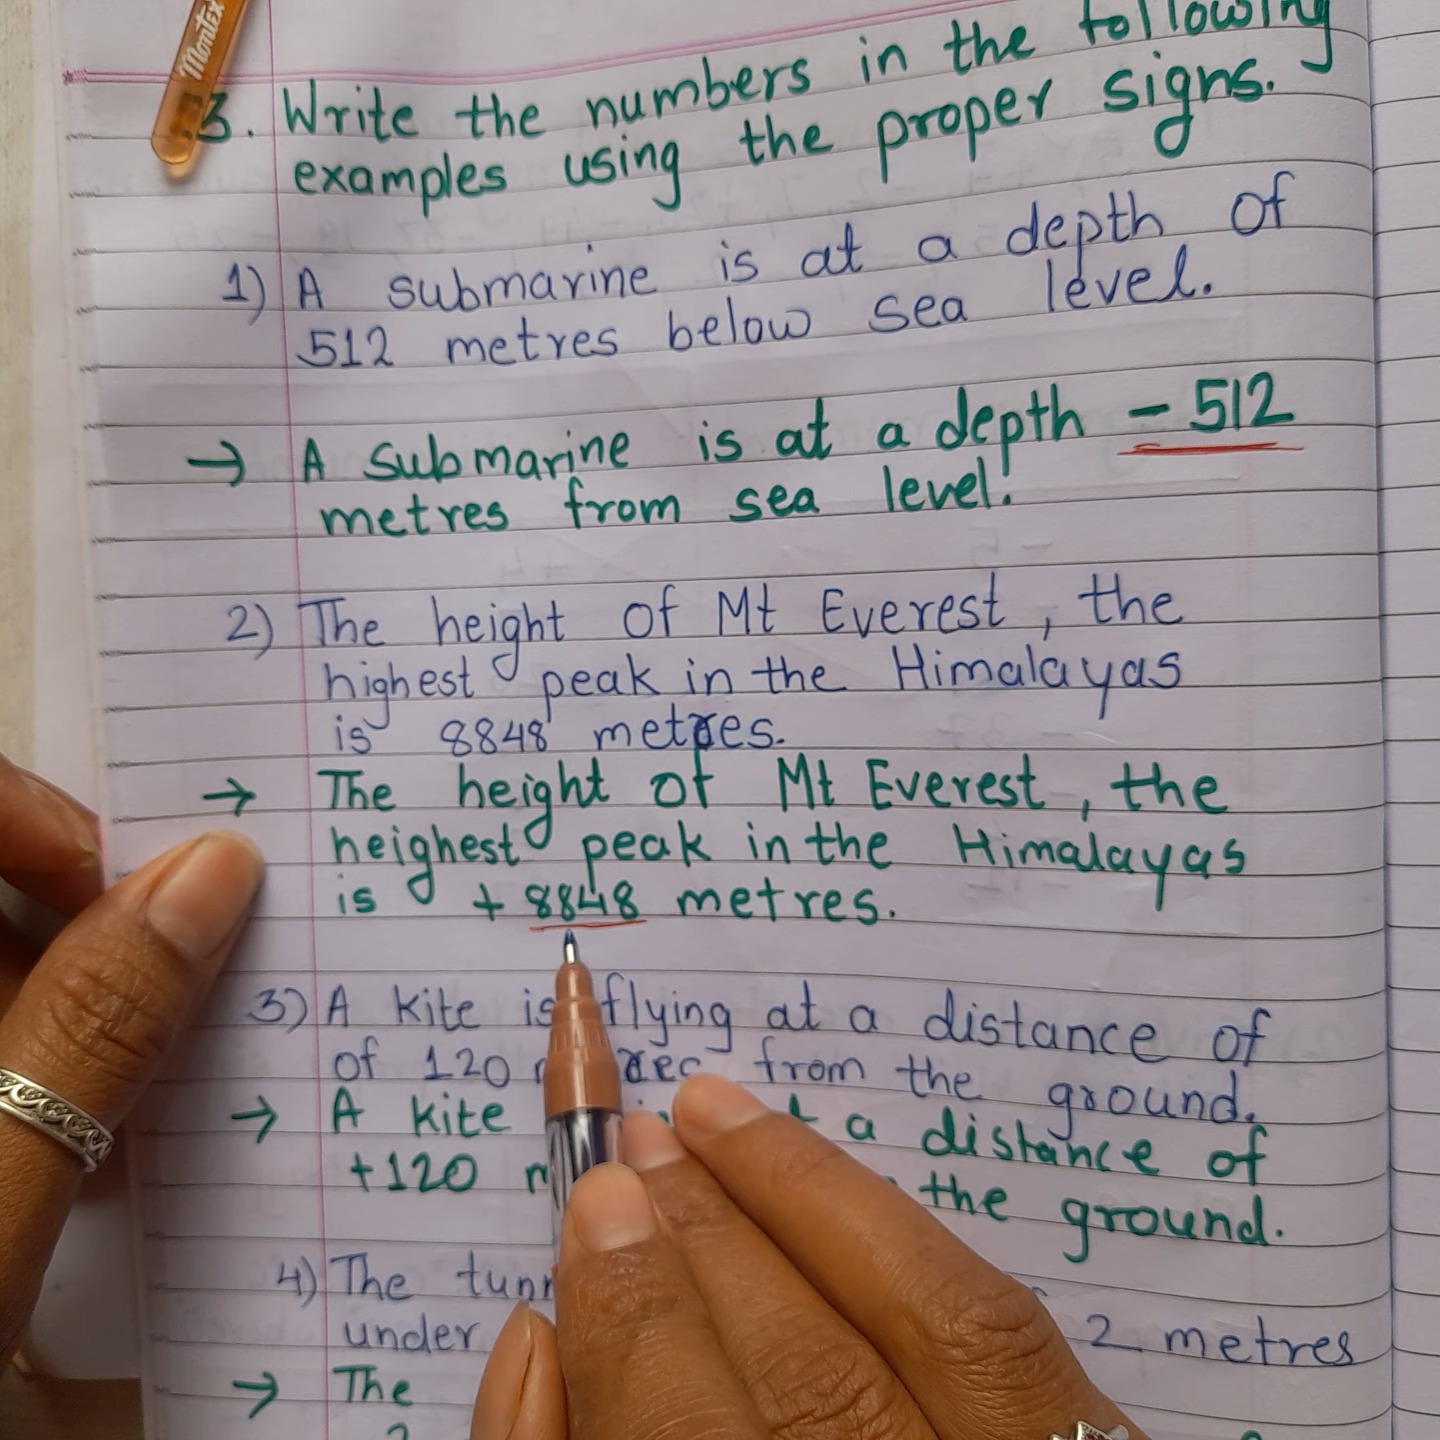 Montex
3. Write the numbers in the following
examples using the proper signs.
1) A submarine is at a depth of
512 metres below sea level.
→ A submarine is at a depth - 512
metres from sea level.
2) The height of Mt Everest, the
highest peak in the Himalayas
is 8848 metres.
→ The height of Mt Everest, the
heighest peak in the Himalayas
is + 8848 metres.
3) A kite is flying at a distance of
of 120 from the ground.
→ A kite a distance of
+120 the ground.
4) The
under 2 metres
→ The